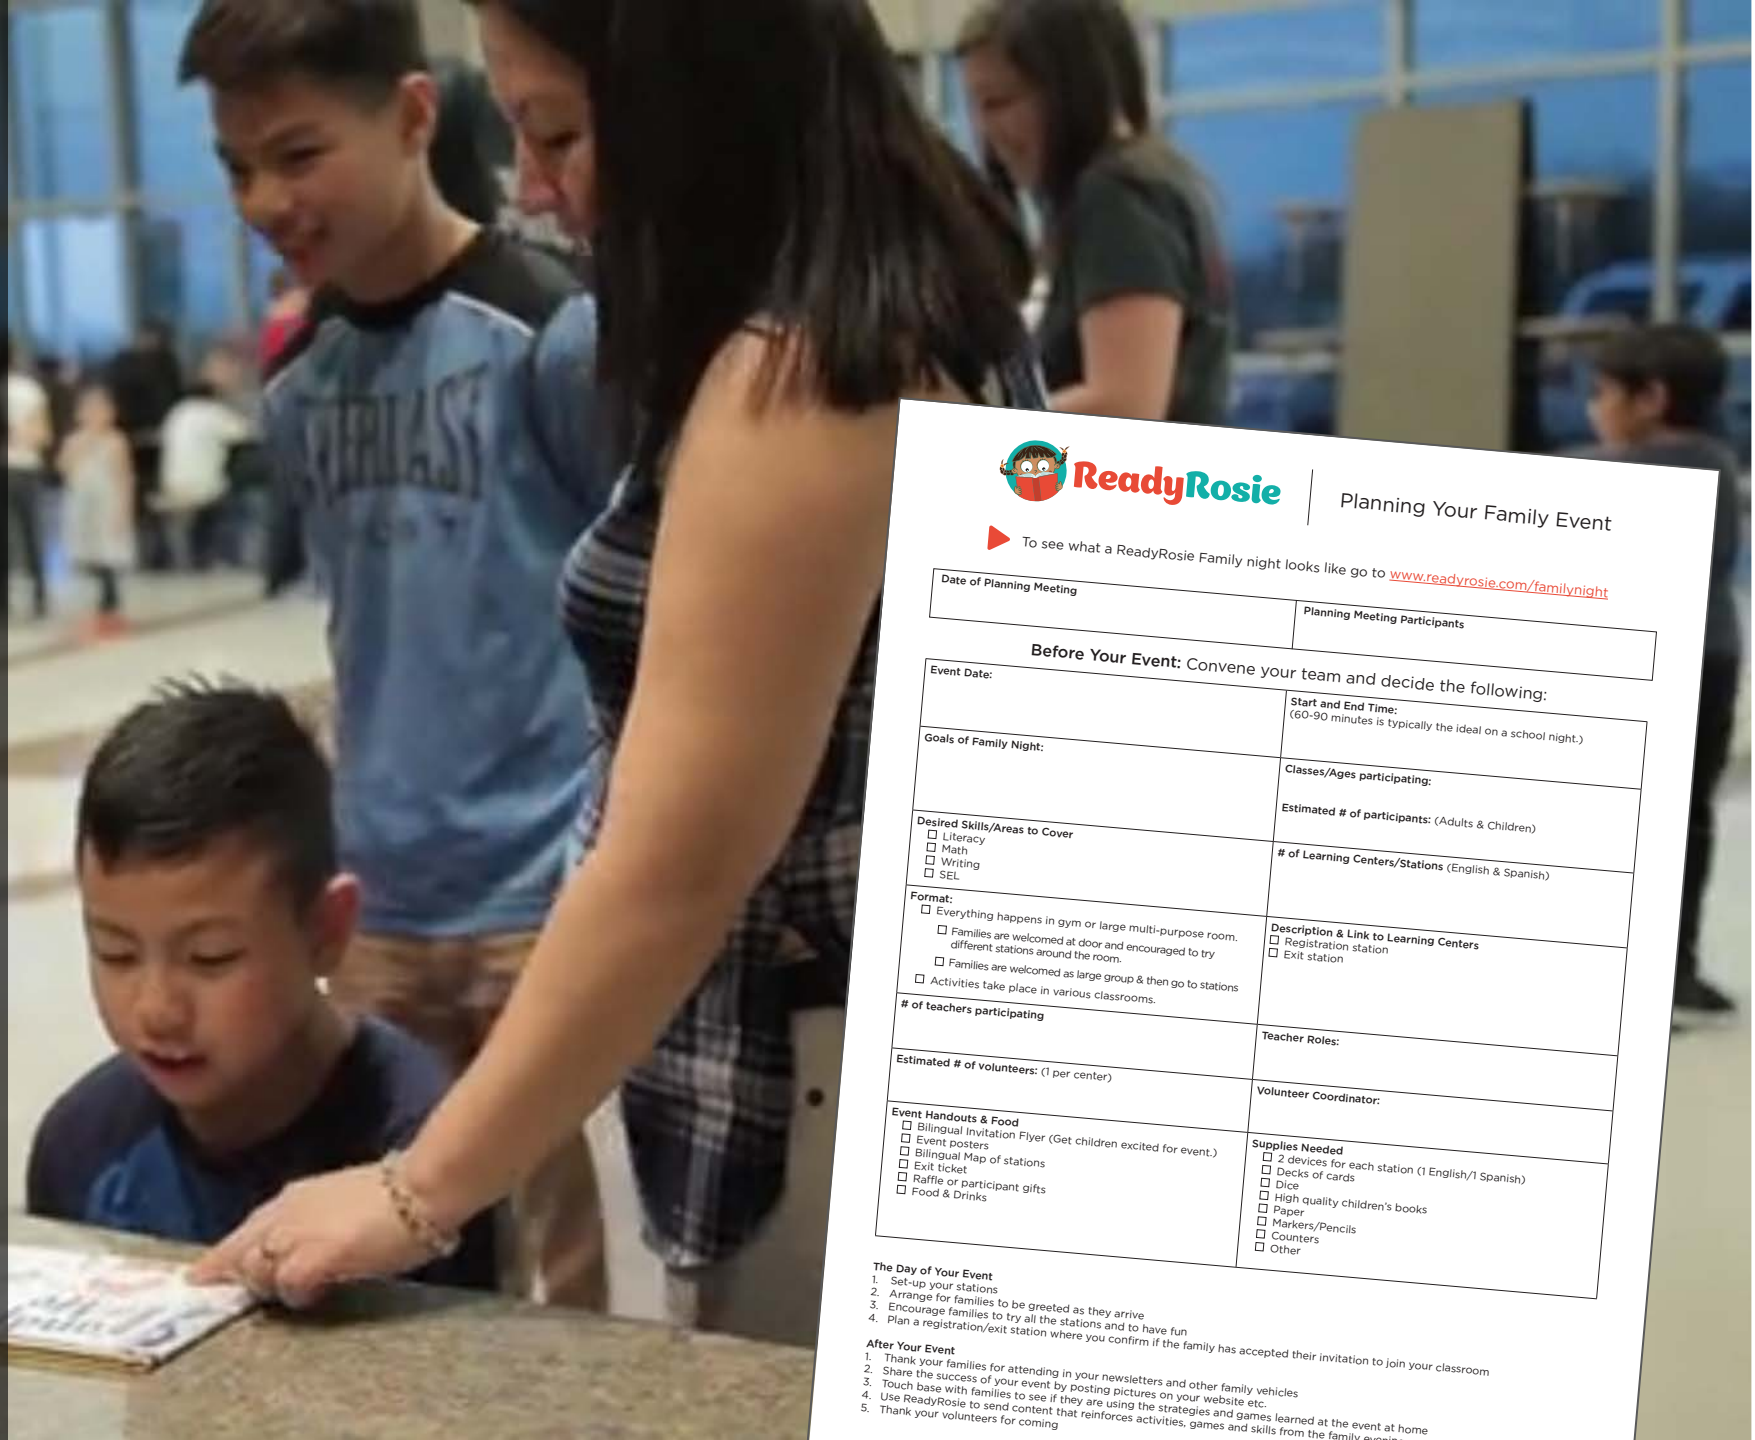 ReadyRosie
Planning Your Family Event
To see what a ReadyRosie Family night looks like go to www.readyrosie.com/familynight
Date of Planning Meeting
Planning Meeting Participants
Before Your Event: Convene your team and decide the following:
Event Date:
Start and End Time:
(60-90 minutes is typically the ideal on a school night.)
Goals of Family Night:
Classes/Ages participating:
Estimated # of participants: (Adults & Children)
Desired Skills/Areas to Cover
Literacy
Math
Writing
SEL
# of Learning Centers/Stations (English & Spanish)
Format:
Everything happens in gym or large multi-purpose room.
Families are welcomed at door and encouraged to try
different stations around the room.
Families are welcomed as large group & then go to stations
Activities take place in various classrooms.
Description & Link to Learning Centers
Registration station
Exit station
# of teachers participating
Teacher Roles:
Estimated # of volunteers: (1 per center)
Volunteer Coordinator:
Event Handouts & Food
Bilingual Invitation Flyer (Get children excited for event.)
Event posters
Bilingual Map of stations
Exit ticket
Raffle or participant gifts
Food & Drinks
Supplies Needed
2 devices for each station (1 English/1 Spanish)
Decks of cards
Dice
High quality children's books
Paper
Markers/Pencils
Counters
Other
The Day of Your Event
1. Set-up your stations
2. Arrange for families to be greeted as they arrive
3. Encourage families to try all the stations and to have fun
4. Plan a registration/exit station where you confirm if the family has accepted their invitation to join your classroom
After Your Event
1. Thank your families for attending in your newsletters and other family vehicles
2. Share the success of your event by posting pictures on your website etc.
3. Touch base with families to see if they are using the strategies and games learned at the event at home
4. Use ReadyRosie to send content that reinforces activities, games and skills from the family
5. Thank your volunteers for coming